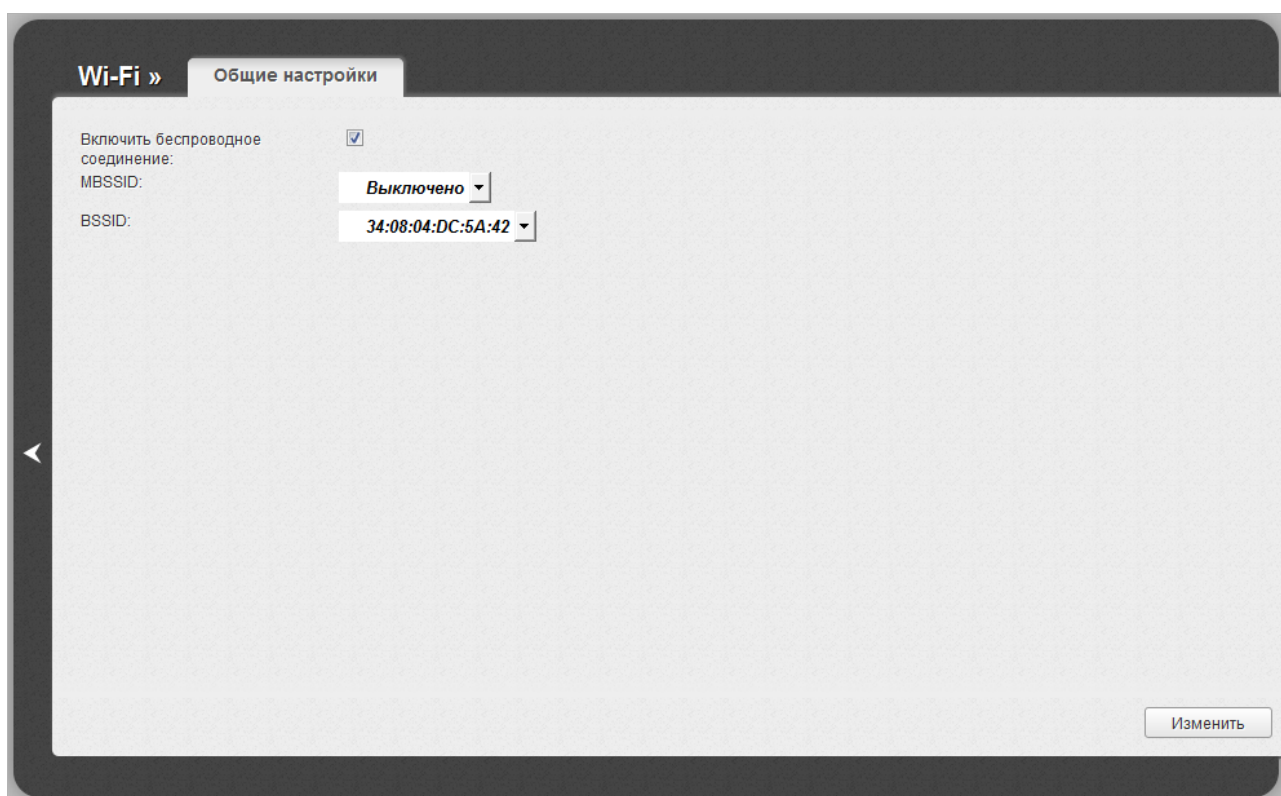 Wi-Fi »
Общие настройки
Включить беспроводное
соединение:
MBSSID:
Выключено
BSSID:
34:08:04:DC:5A:42
Изменить